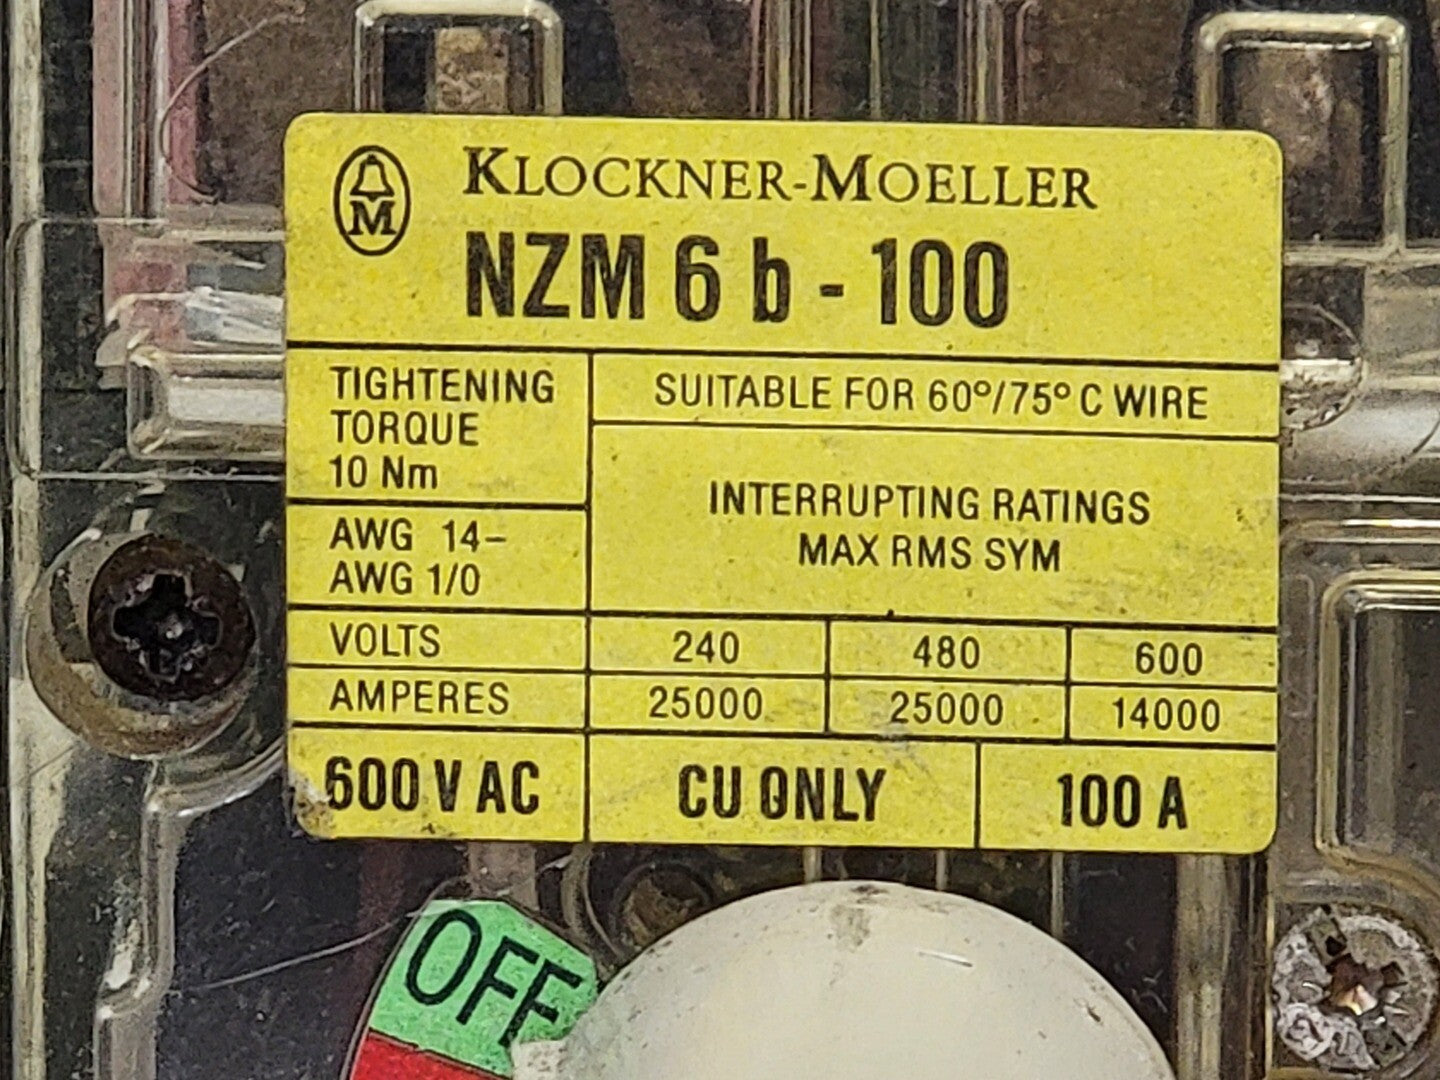 M
KLOCKNER-MOELLER
NZM 6 b - 100
TIGHTENING
TORQUE
10 Nm
SUITABLE FOR 60°/75° C WIRE
AWG 14-
AWG 1/0
INTERRUPTING RATINGS
MAX RMS SYM
VOLTS 240 480 600
AMPERES 25000 25000 14000
600 V AC CU ONLY 100 A
OFF